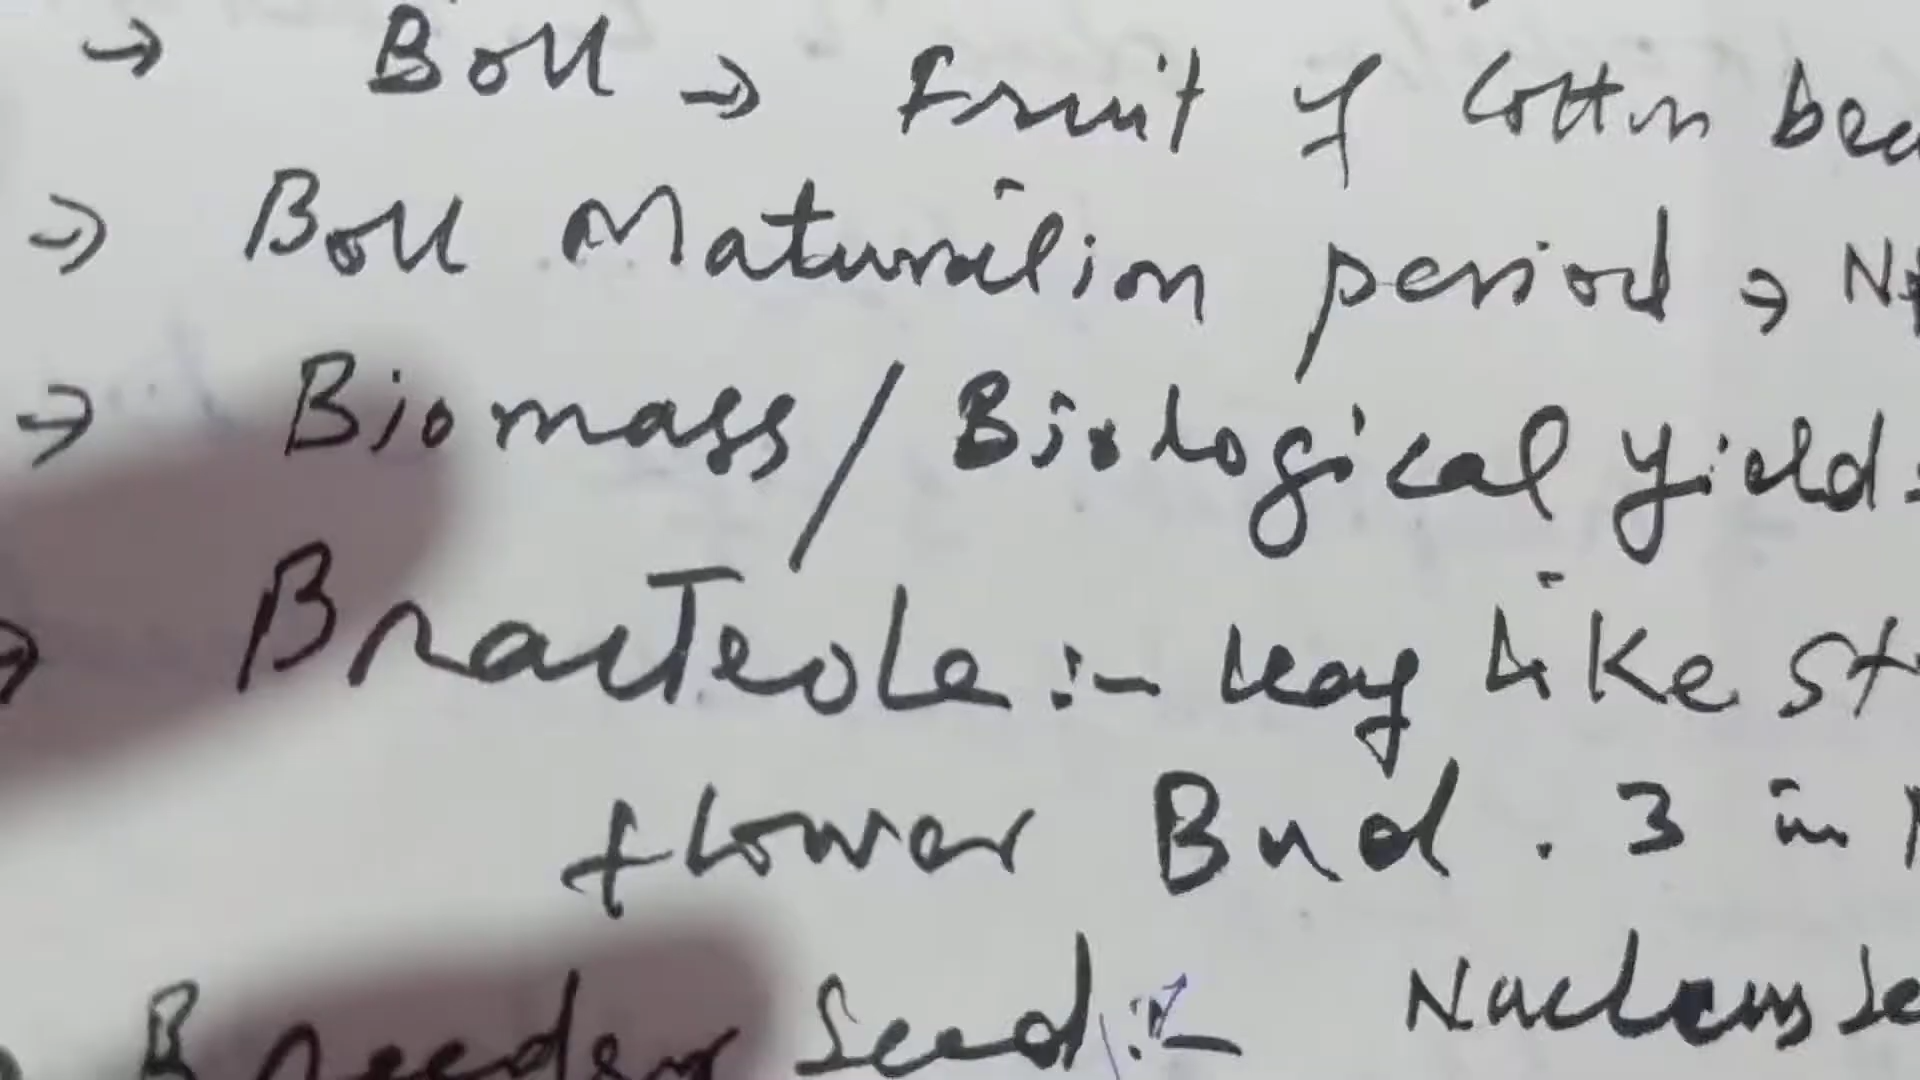 → Boll → Fruit of Cotton
→ Boll Maturation period →
→ Biomass / Biological yield
→ Bracteole :- leaf like
flower Bud . 3 in
Breeder Seed :- Nucleus